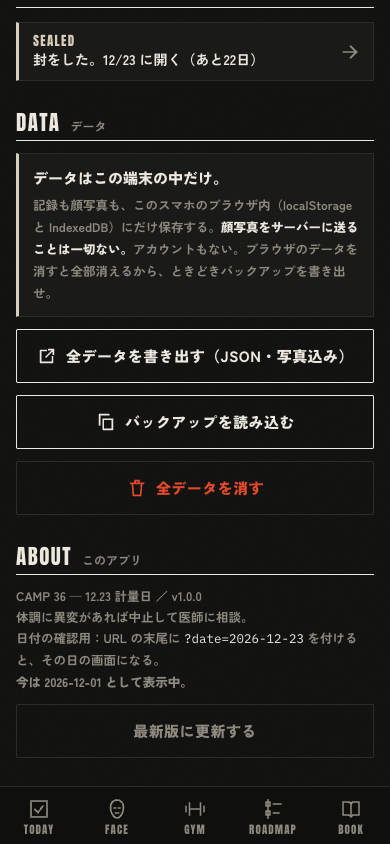 SEALED
封をした。12/23 に開く（あと22日）
DATA データ
データはこの端末の中だけ。
記録も顔写真も、このスマホのブラウザ内（localStorage
と IndexedDB）にだけ保存する。顔写真をサーバーに送る
ことは一切ない。アカウントもない。ブラウザのデータを
消すと全部消えるから、ときどきバックアップを書き出
せ。
全データを書き出す（JSON・写真込み）
バックアップを読み込む
全データを消す
ABOUT このアプリ
CAMP 36 — 12.23 計量日 ／ v1.0.0
体調に異変があれば中止して医師に相談。
日付の確認用：URL の末尾に ?date=2026-12-23 を付ける
と、その日の画面になる。
今は 2026-12-01 として表示中。
最新版に更新する
TODAY FACE GYM ROADMAP BOOK